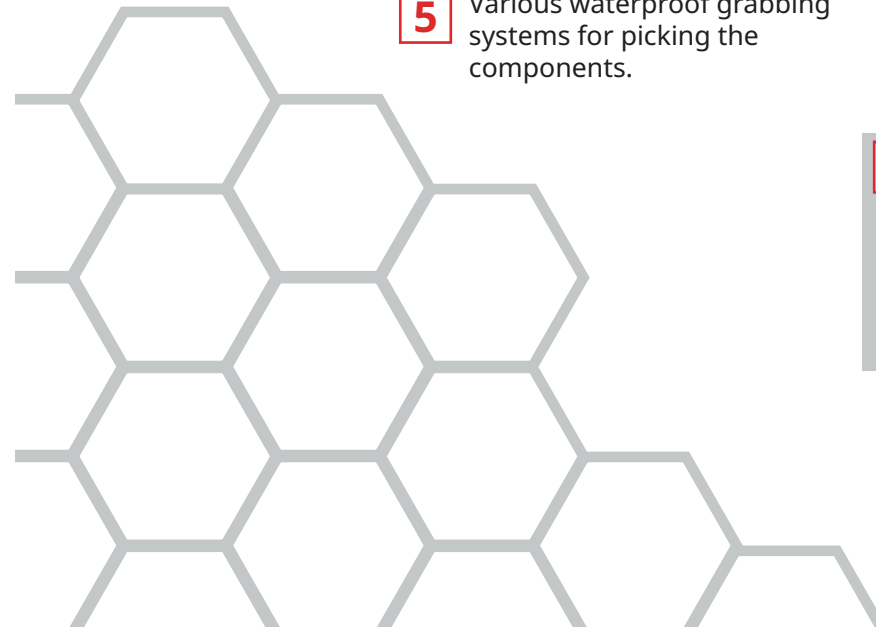 5
Various waterproof grabbing
systems for picking the
components.